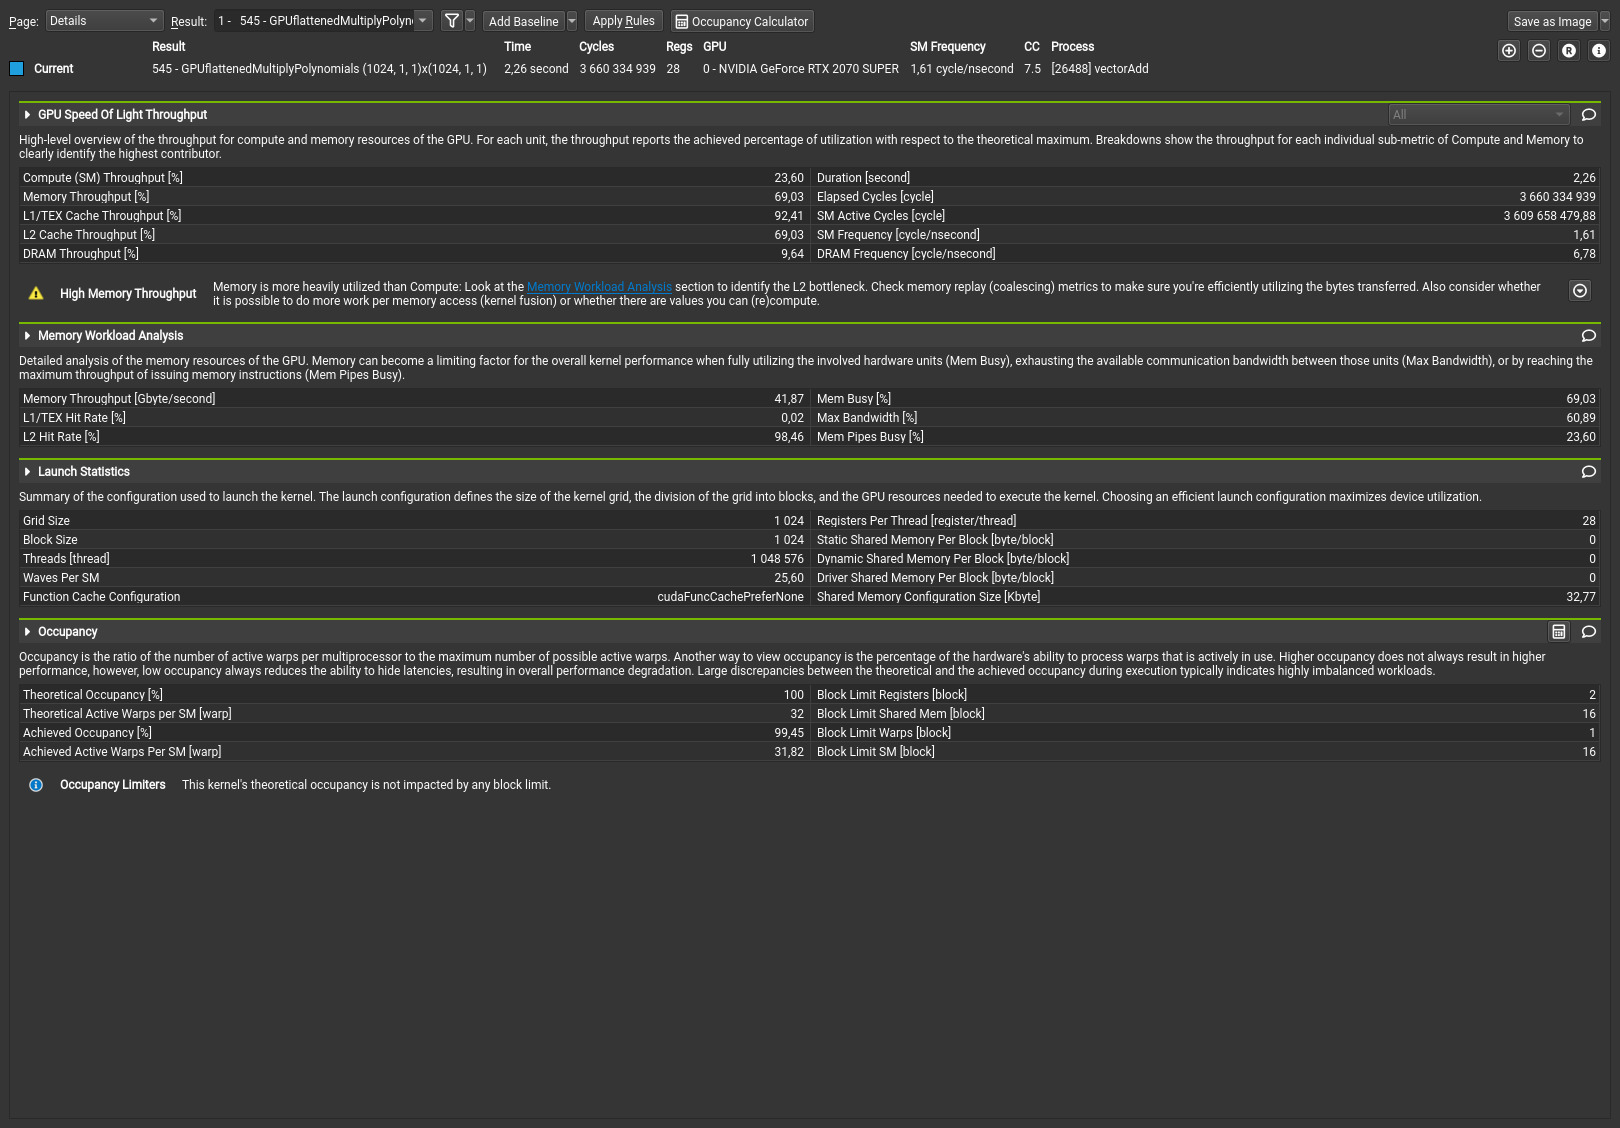 Page: Details Result: 1 - 545 - GPUflattenedMultiplyPolyn Add Baseline Apply Rules Occupancy Calculator Save as Image
Result Time Cycles Regs GPU SM Frequency CC Process
Current 545 - GPUflattenedMultiplyPolynomials (1024, 1, 1)x(1024, 1, 1) 2,26 second 3 660 334 939 28 0 - NVIDIA GeForce RTX 2070 SUPER 1,61 cycle/nsecond 7.5 [26488] vectorAdd
GPU Speed Of Light Throughput All
High-level overview of the throughput for compute and memory resources of the GPU. For each unit, the throughput reports the achieved percentage of utilization with respect to the theoretical maximum. Breakdowns show the throughput for each individual sub-metric of Compute and Memory to
clearly identify the highest contributor.
Compute (SM) Throughput [%] 23,60 Duration [second] 2,26
Memory Throughput [%] 69,03 Elapsed Cycles [cycle] 3 660 334 939
L1/TEX Cache Throughput [%] 92,41 SM Active Cycles [cycle] 3 609 658 479,88
L2 Cache Throughput [%] 69,03 SM Frequency [cycle/nsecond] 1,61
DRAM Throughput [%] 9,64 DRAM Frequency [cycle/nsecond] 6,78
High Memory Throughput Memory is more heavily utilized than Compute: Look at the Memory Workload Analysis section to identify the L2 bottleneck. Check memory replay (coalescing) metrics to make sure you're efficiently utilizing the bytes transferred. Also consider whether
it is possible to do more work per memory access (kernel fusion) or whether there are values you can (re)compute.
Memory Workload Analysis
Detailed analysis of the memory resources of the GPU. Memory can become a limiting factor for the overall kernel performance when fully utilizing the involved hardware units (Mem Busy), exhausting the available communication bandwidth between those units (Max Bandwidth), or by reaching the
maximum throughput of issuing memory instructions (Mem Pipes Busy).
Memory Throughput [Gbyte/second] 41,87 Mem Busy [%] 69,03
L1/TEX Hit Rate [%] 0,02 Max Bandwidth [%] 60,89
L2 Hit Rate [%] 98,46 Mem Pipes Busy [%] 23,60
Launch Statistics
Summary of the configuration used to launch the kernel. The launch configuration defines the size of the kernel grid, the division of the grid into blocks, and the GPU resources needed to execute the kernel. Choosing an efficient launch configuration maximizes device utilization.
Grid Size 1 024 Registers Per Thread [register/thread] 28
Block Size 1 024 Static Shared Memory Per Block [byte/block] 0
Threads [thread] 1 048 576 Dynamic Shared Memory Per Block [byte/block] 0
Waves Per SM 25,60 Driver Shared Memory Per Block [byte/block] 0
Function Cache Configuration cudaFuncCachePreferNone Shared Memory Configuration Size [Kbyte] 32,77
Occupancy
Occupancy is the ratio of the number of active warps per multiprocessor to the maximum number of possible active warps. Another way to view occupancy is the percentage of the hardware's ability to process warps that is actively in use. Higher occupancy does not always result in higher
performance, however, low occupancy always reduces the ability to hide latencies, resulting in overall performance degradation. Large discrepancies between the theoretical and the achieved occupancy during execution typically indicates highly imbalanced workloads.
Theoretical Occupancy [%] 100 Block Limit Registers [block] 2
Theoretical Active Warps per SM [warp] 32 Block Limit Shared Mem [block] 16
Achieved Occupancy [%] 99,45 Block Limit Warps [block] 1
Achieved Active Warps Per SM [warp] 31,82 Block Limit SM [block] 16
Occupancy Limiters This kernel's theoretical occupancy is not impacted by any block limit.